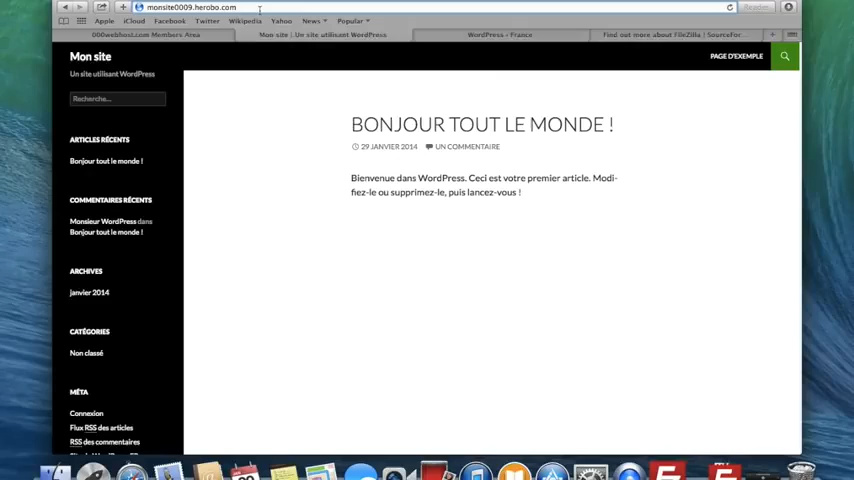 monsite0009.herobo.com
Reader
Apple iCloud Facebook Twitter Wikipedia Yahoo News Popular
000webhost.com Members Area
Mon site | Un site utilisant WordPress
WordPress - France
Find out more about FileZilla | SourceFor...
Mon site
PAGE D'EXEMPLE
Un site utilisant WordPress
Recherche...
BONJOUR TOUT LE MONDE !
29 JANVIER 2014 UN COMMENTAIRE
ARTICLES RÉCENTS
Bonjour tout le monde !
Bienvenue dans WordPress. Ceci est votre premier article. Modi-
fiez-le ou supprimez-le, puis lancez-vous !
COMMENTAIRES RÉCENTS
Monsieur WordPress dans
Bonjour tout le monde !
ARCHIVES
janvier 2014
CATÉGORIES
Non classé
MÉTA
Connexion
Flux RSS des articles
RSS des commentaires